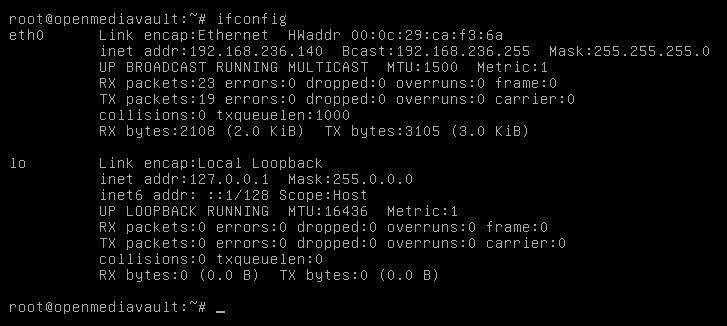 root@openmediavault:~# ifconfig
eth0      Link encap:Ethernet  HWaddr 00:0c:29:ca:f3:6a
          inet addr:192.168.236.140  Bcast:192.168.236.255  Mask:255.255.255.0
          UP BROADCAST RUNNING MULTICAST  MTU:1500  Metric:1
          RX packets:23 errors:0 dropped:0 overruns:0 frame:0
          TX packets:19 errors:0 dropped:0 overruns:0 carrier:0
          collisions:0 txqueuelen:1000
          RX bytes:2108 (2.0 KiB)  TX bytes:3105 (3.0 KiB)

lo        Link encap:Local Loopback
          inet addr:127.0.0.1  Mask:255.0.0.0
          inet6 addr: ::1/128 Scope:Host
          UP LOOPBACK RUNNING  MTU:16436  Metric:1
          RX packets:0 errors:0 dropped:0 overruns:0 frame:0
          TX packets:0 errors:0 dropped:0 overruns:0 carrier:0
          collisions:0 txqueuelen:0
          RX bytes:0 (0.0 B)  TX bytes:0 (0.0 B)

root@openmediavault:~# _